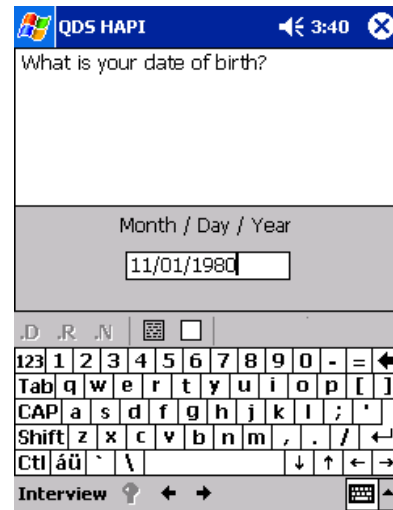 QDS HAPI 3:40
What is your date of birth?
Month / Day / Year
11/01/1980
.D .R .N
123 1 2 3 4 5 6 7 8 9 0 - =
Tab q w e r t y u i o p [ ]
CAP a s d f g h j k l ; '
Shift z x c v b n m , . /
Ctl áü ` \
Interview